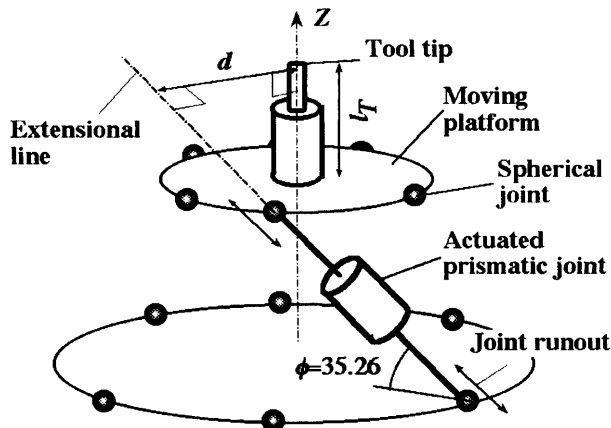 Z
Tool tip
d
Extensional
line
l_T
Moving
platform
Spherical
joint
Actuated
prismatic joint
Joint runout
ϕ=35.26